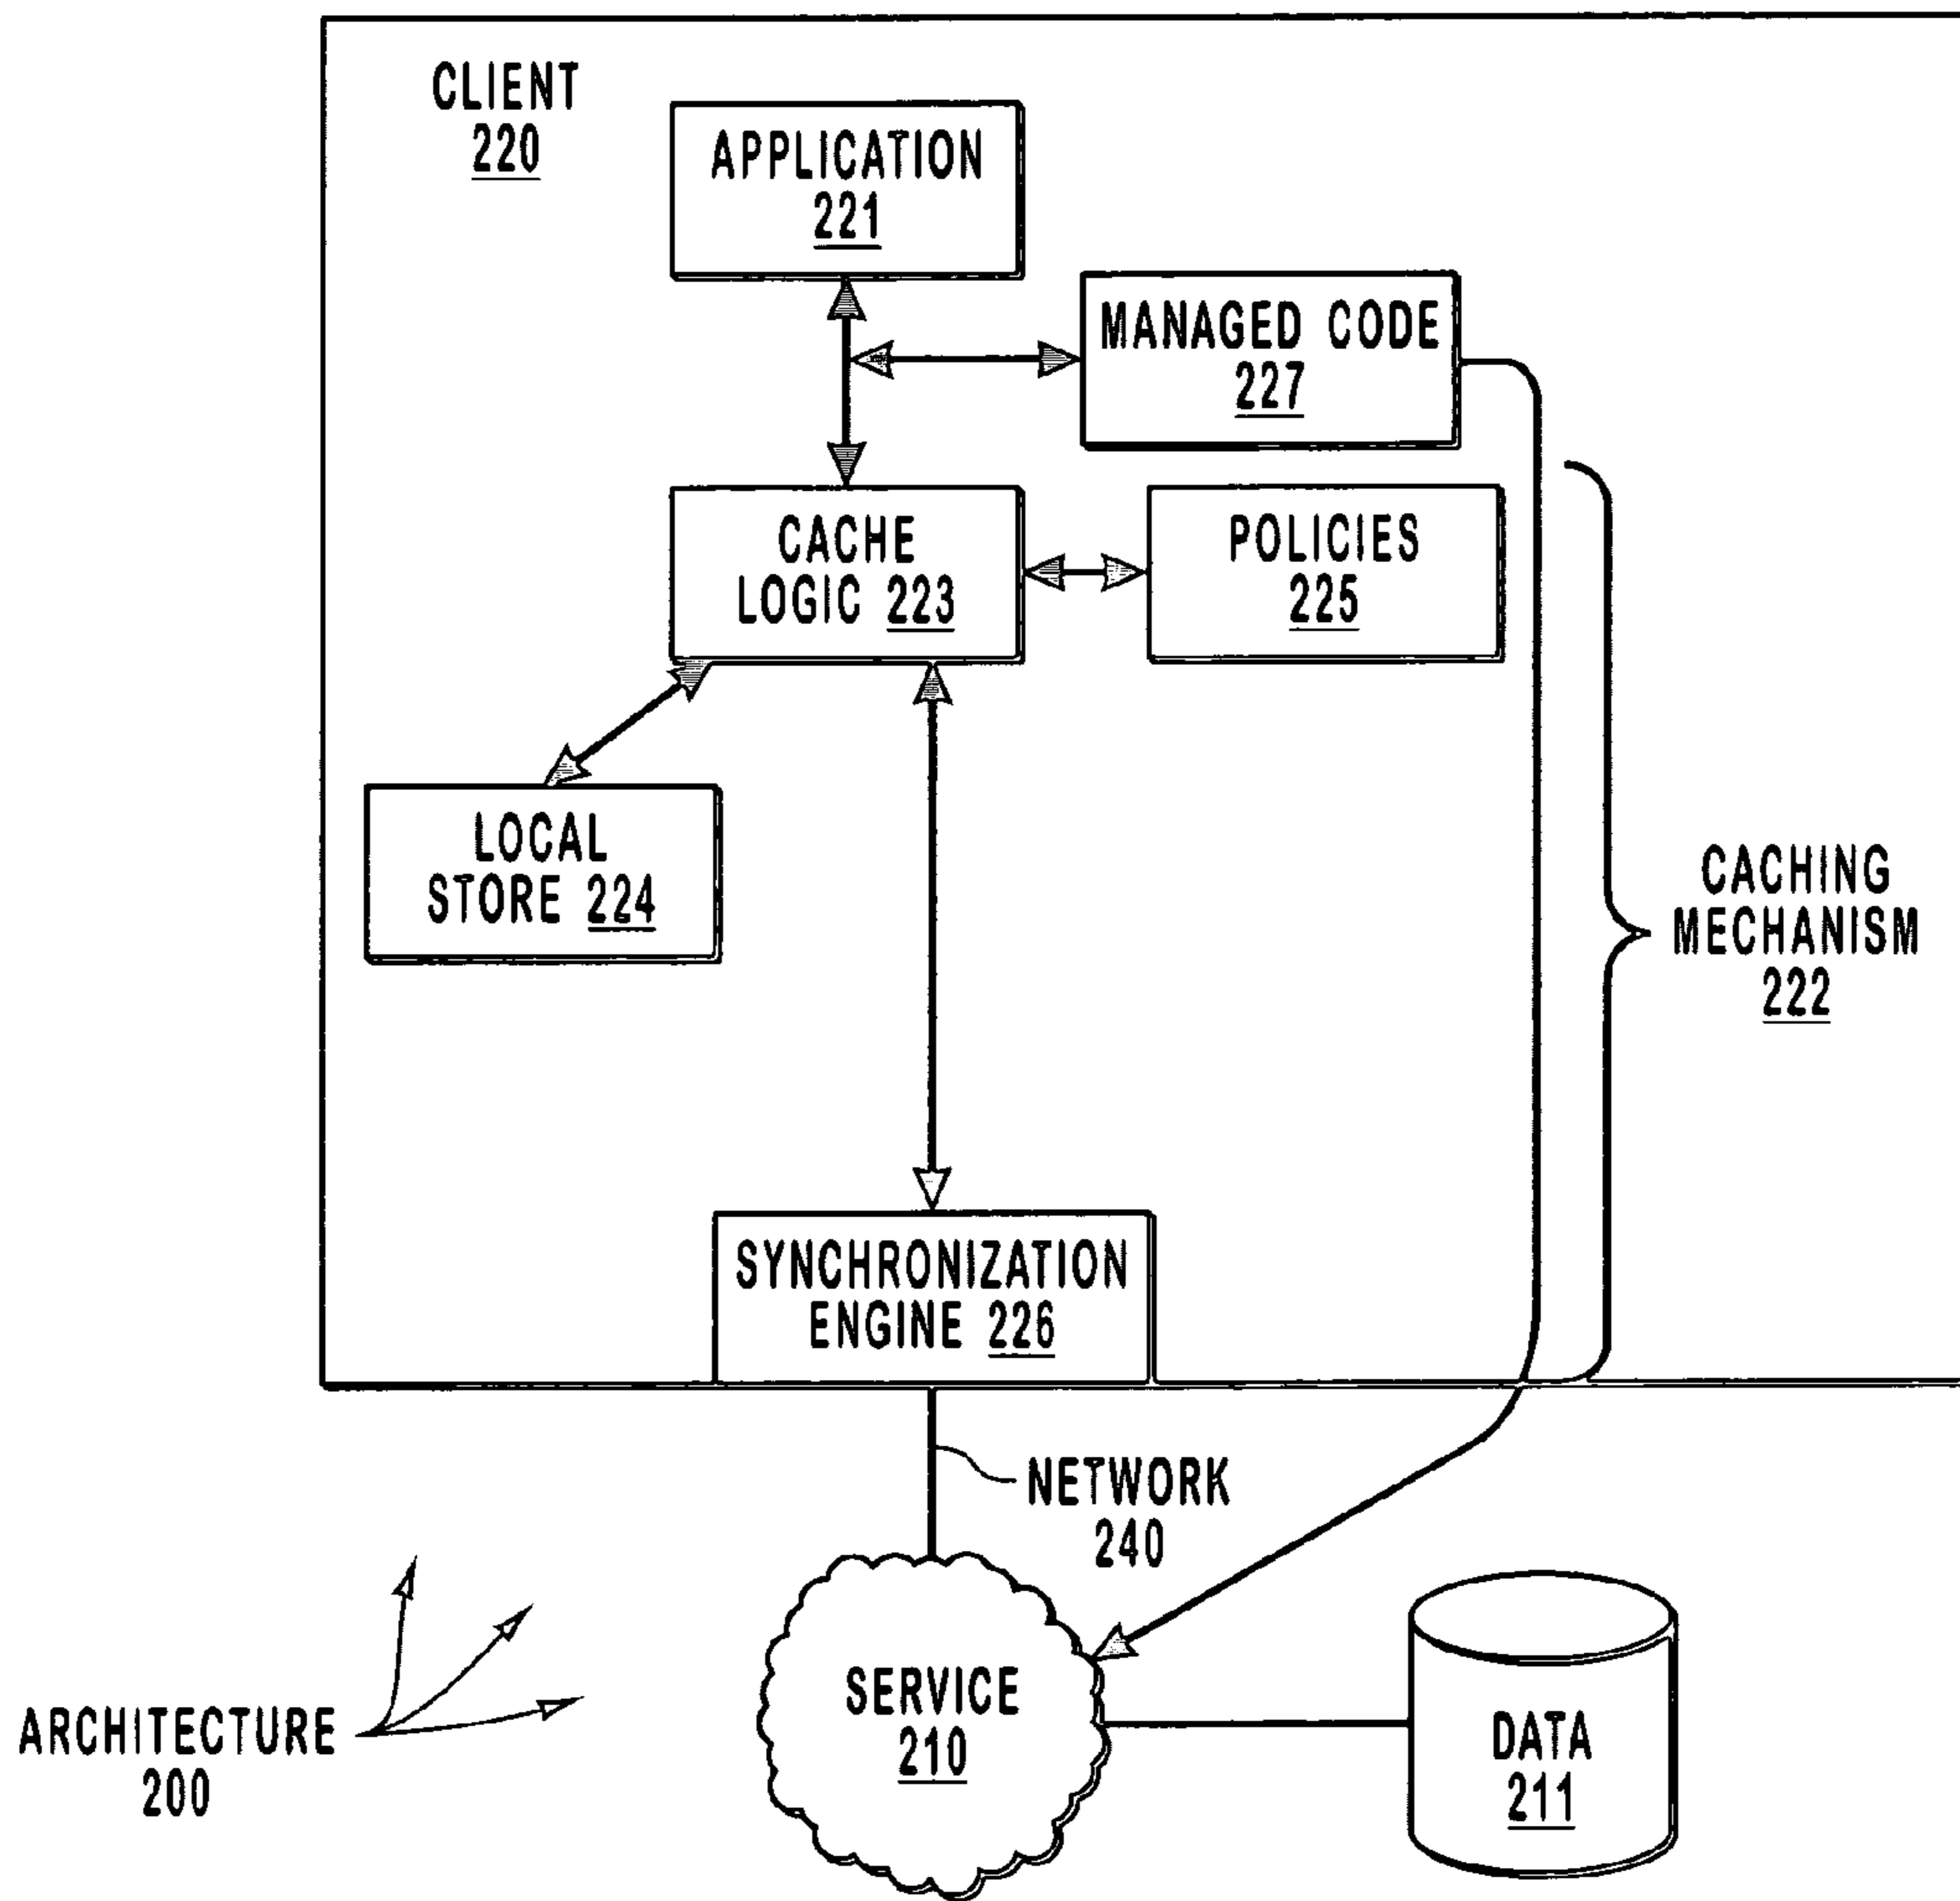 CLIENT
220
APPLICATION
221
MANAGED CODE
227
CACHE
LOGIC 223
POLICIES
225
LOCAL
STORE 224
CACHING
MECHANISM
222
SYNCHRONIZATION
ENGINE 226
NETWORK
240
SERVICE
210
DATA
211
ARCHITECTURE
200